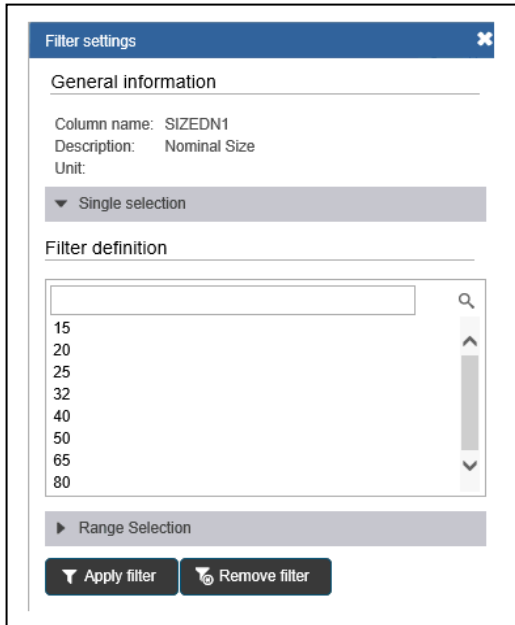 Filter settings
General information
Column name: SIZEDN1
Description: Nominal Size
Unit:
Single selection
Filter definition
15
20
25
32
40
50
65
80
Range Selection
Apply filter Remove filter